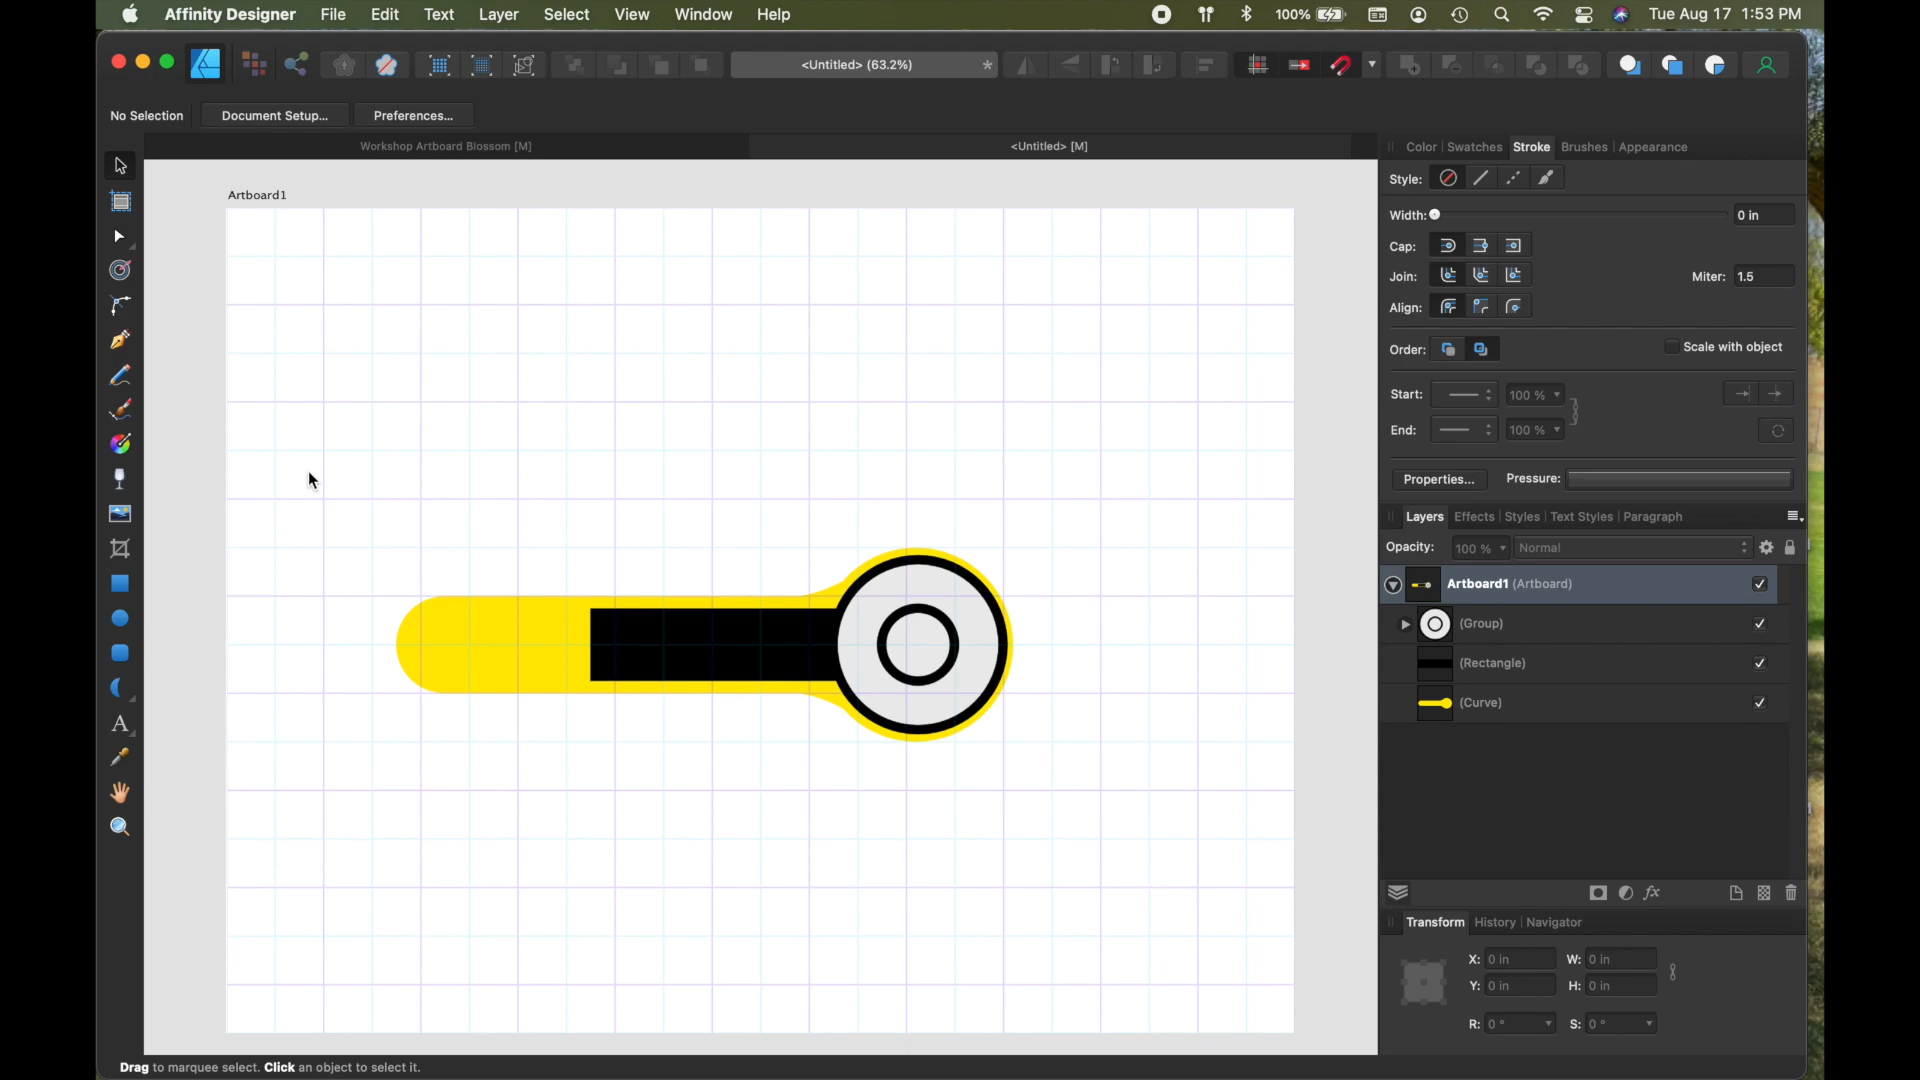 Affinity Designer File Edit Text Layer Select View Window Help 100% Tue Aug 17 1:53 PM
<Untitled> (63.2%) *
No Selection Document Setup... Preferences...
Workshop Artboard Blossom [M] <Untitled> [M]
Color Swatches Stroke Brushes Appearance
Style:
Width: 0 in
Cap:
Join: Miter: 1.5
Align:
Order: Scale with object
Start: 100 %
End: 100 %
Properties... Pressure:
Layers Effects Styles Text Styles Paragraph
Opacity: 100 % Normal
Artboard1 (Artboard)
(Group)
(Rectangle)
(Curve)
Transform History Navigator
X: 0 in W: 0 in
Y: 0 in H: 0 in
R: 0 ° S: 0 °
Artboard1
A
Drag to marquee select. Click an object to select it.